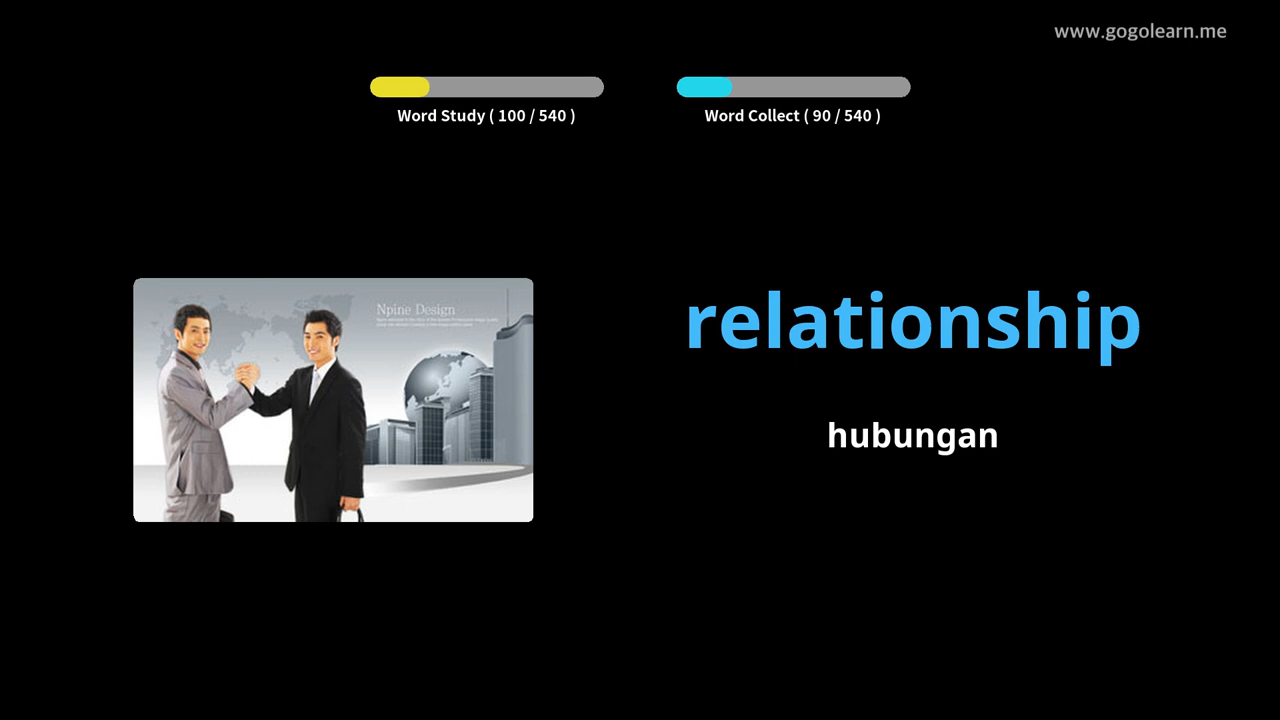 www.gogolearn.me
Word Study ( 100 / 540 )
Word Collect ( 90 / 540 )
Npine Design
relationship
hubungan